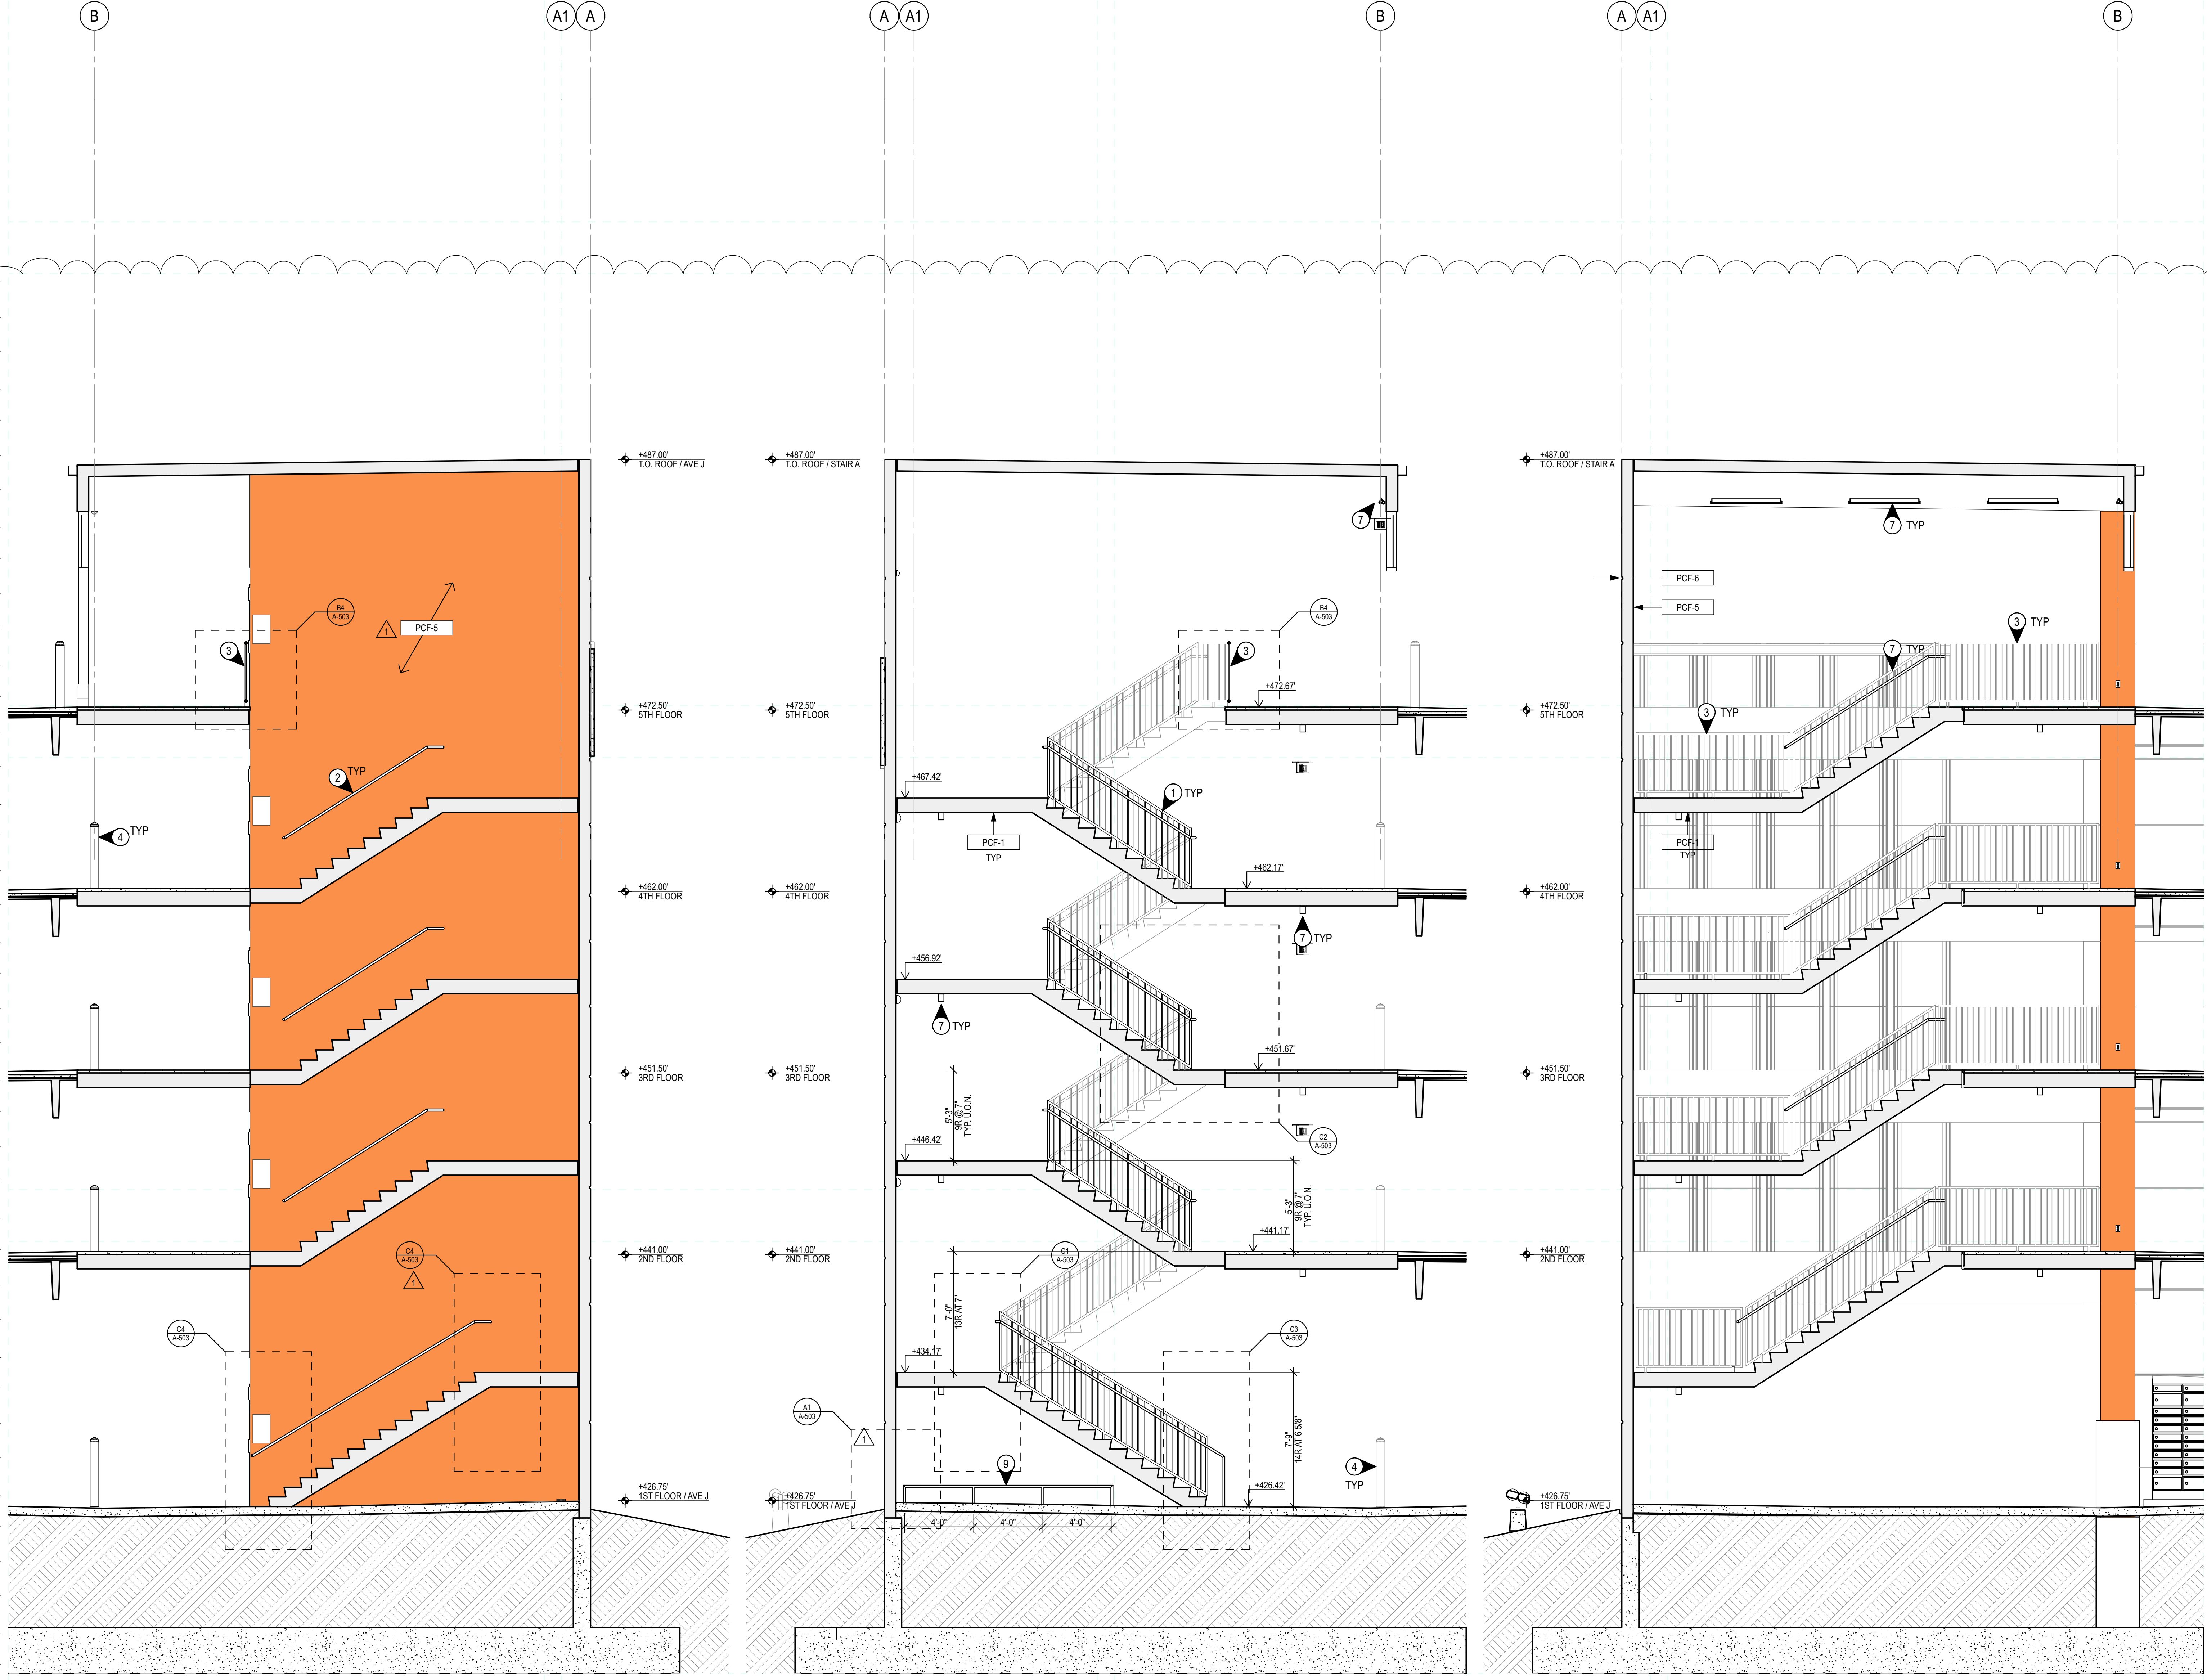 B
A1
A
A
A1
B
A
A1
B
+487.00'
T.O. ROOF / AVE J
B4
A-503
1
PCF-5
3
+472.50'
5TH FLOOR
2
TYP
4
TYP
+462.00'
4TH FLOOR
+451.50'
3RD FLOOR
C4
A-503
1
+441.00'
2ND FLOOR
C4
A-503
+426.75'
1ST FLOOR / AVE J
+487.00'
T.O. ROOF / STAIR A
7
B4
A-503
3
+472.67'
+472.50'
5TH FLOOR
+467.42'
1
TYP
PCF-1
TYP
+462.17'
+462.00'
4TH FLOOR
7
TYP
+456.92'
7
TYP
+451.67'
+451.50'
3RD FLOOR
5'-3"
9R @ 7"
TYP. U.O.N.
C2
A-503
+446.42'
5'-3"
9R @ 7"
TYP. U.O.N.
+441.17'
+441.00'
2ND FLOOR
C1
A-503
7'-0"
13R AT 7"
C3
A-503
+434.17'
A1
A-503
1
7'-9"
14R AT 6 5/8"
9
4
TYP
+426.42'
+426.75'
1ST FLOOR / AVE J
4'-0"
4'-0"
4'-0"
+487.00'
T.O. ROOF / STAIR A
7
TYP
PCF-6
PCF-5
3
TYP
7
TYP
3
TYP
+472.50'
5TH FLOOR
PCF-1
TYP
+462.00'
4TH FLOOR
+451.50'
3RD FLOOR
+441.00'
2ND FLOOR
+426.75'
1ST FLOOR / AVE J